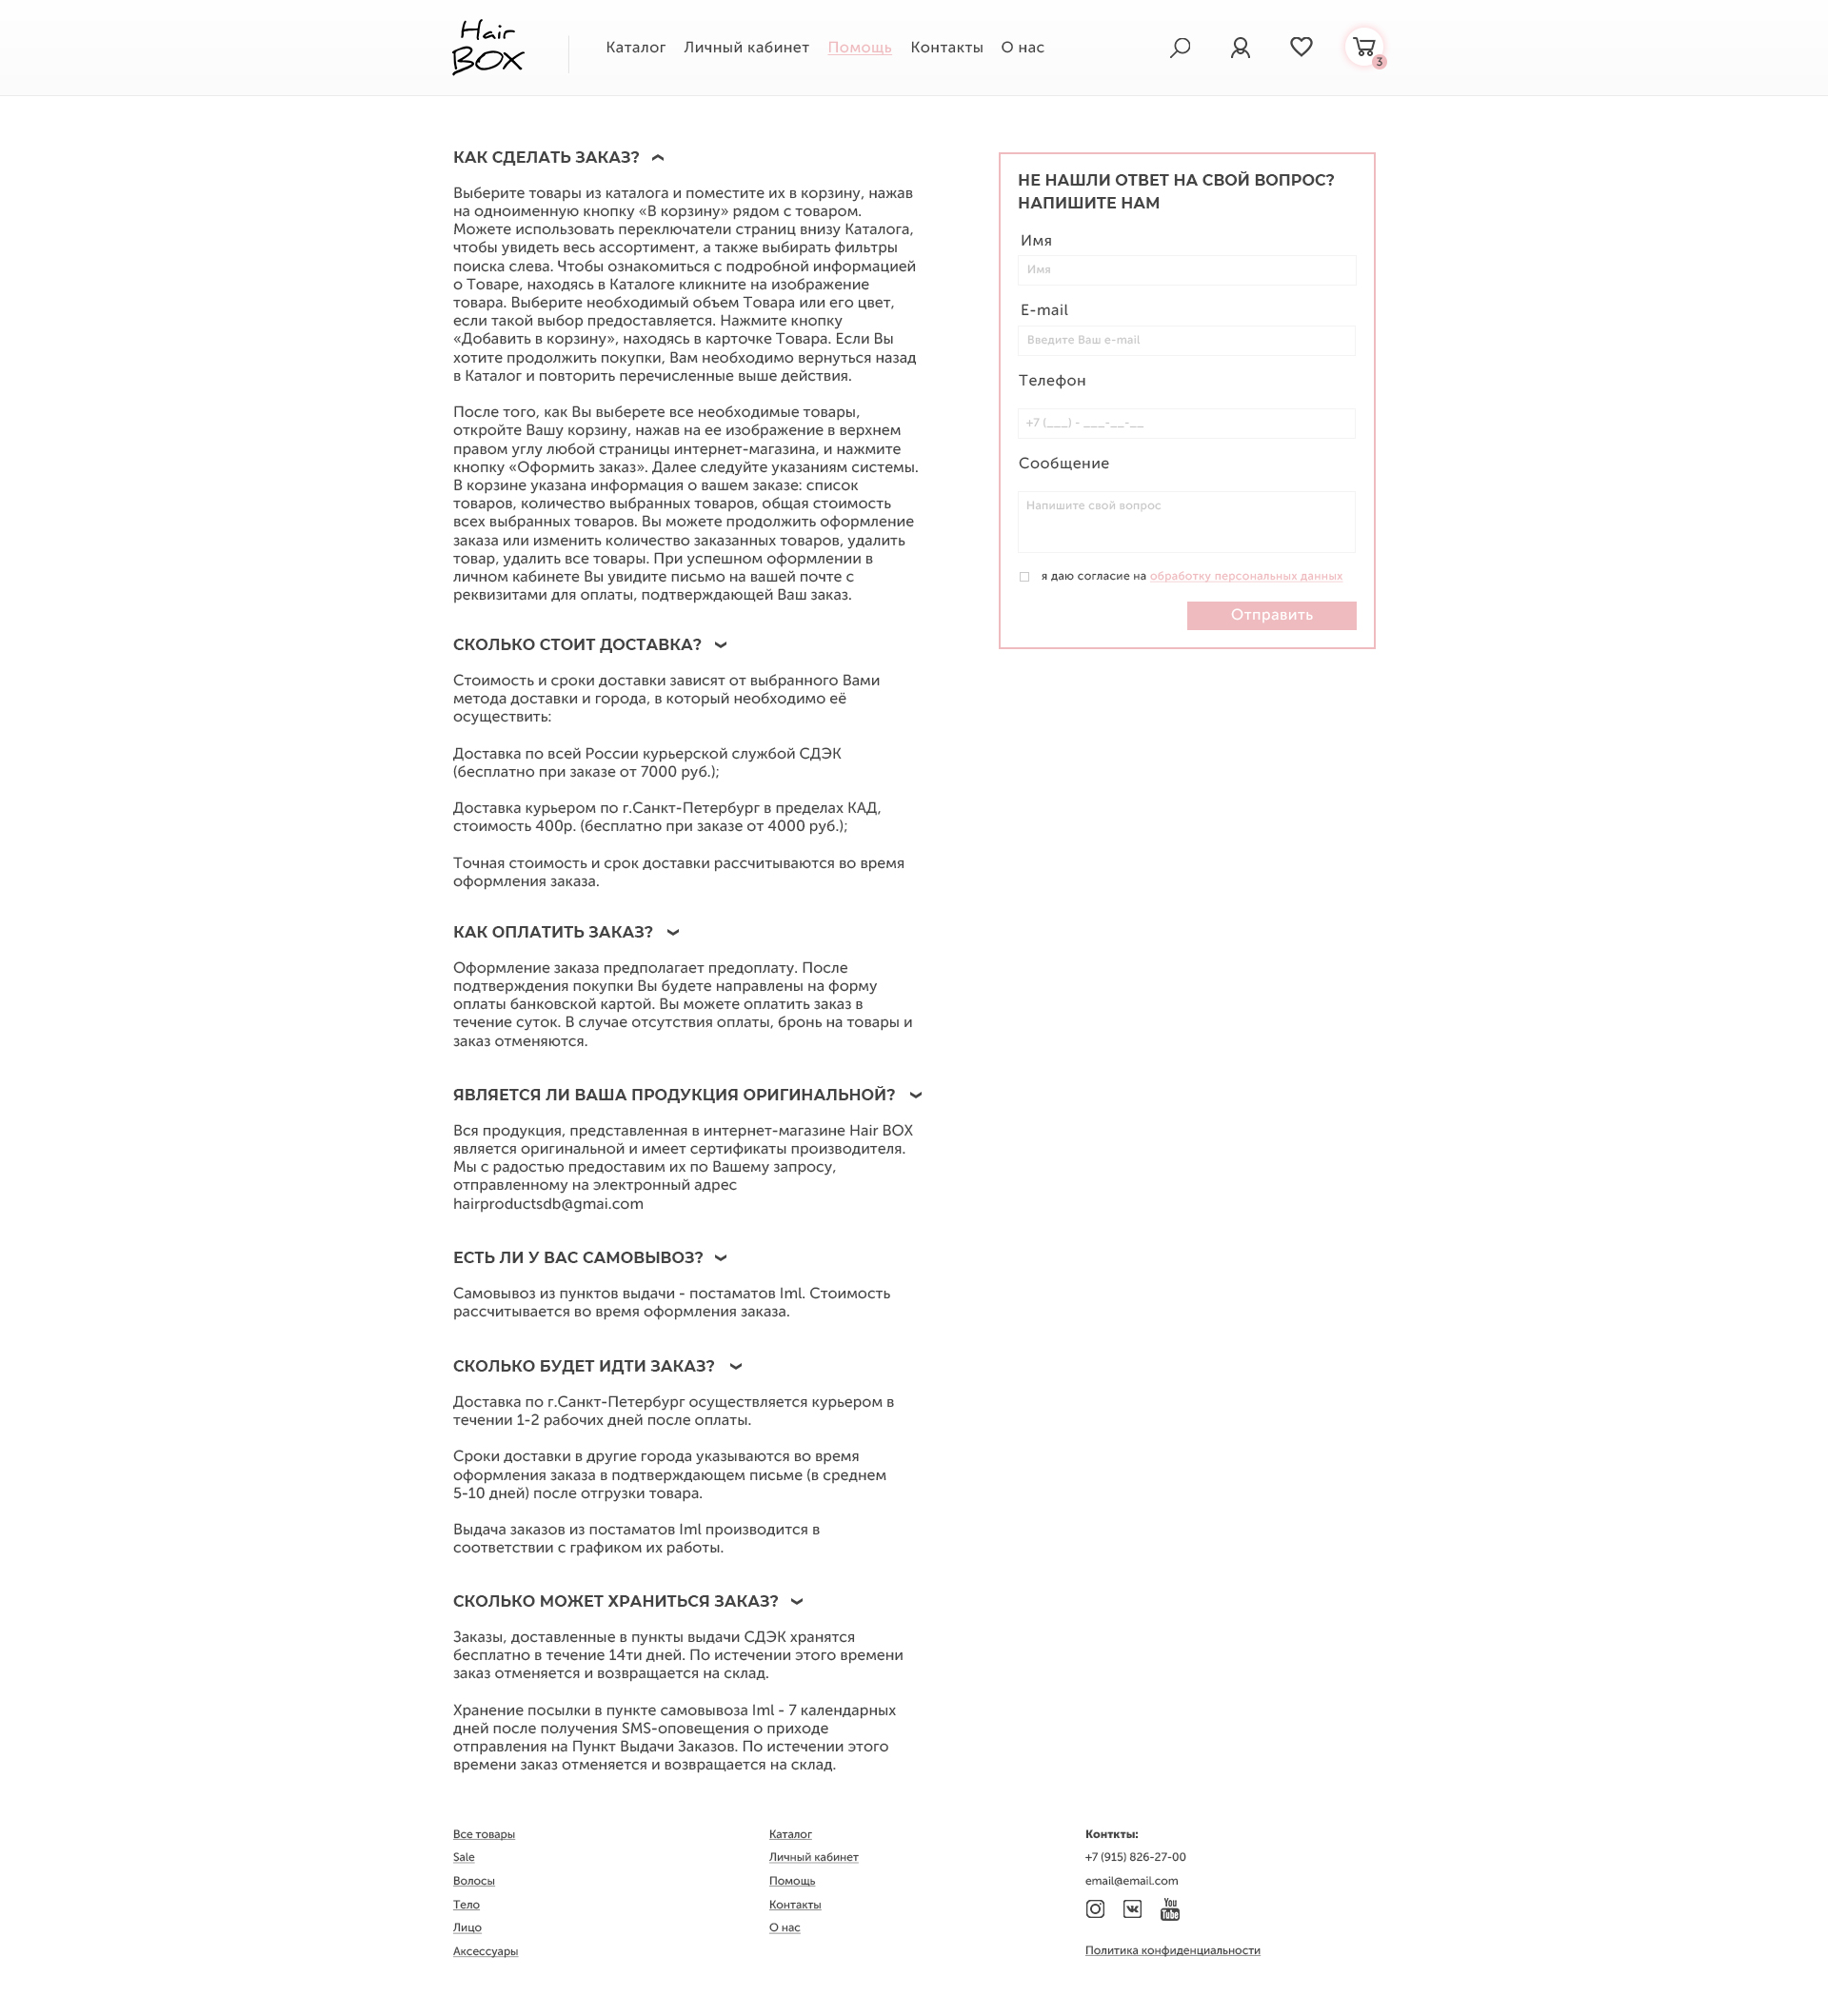 Hair
BOX
Каталог Личный кабинет Помощь Контакты О нас
3
КАК СДЕЛАТЬ ЗАКАЗ?
Выберите товары из каталога и поместите их в корзину, нажав
на одноименную кнопку «В корзину» рядом с товаром.
Можете использовать переключатели страниц внизу Каталога,
чтобы увидеть весь ассортимент, а также выбирать фильтры
поиска слева. Чтобы ознакомиться с подробной информацией
о Товаре, находясь в Каталоге кликните на изображение
товара. Выберите необходимый объем Товара или его цвет,
если такой выбор предоставляется. Нажмите кнопку
«Добавить в корзину», находясь в карточке Товара. Если Вы
хотите продолжить покупки, Вам необходимо вернуться назад
в Каталог и повторить перечисленные выше действия.
После того, как Вы выберете все необходимые товары,
откройте Вашу корзину, нажав на ее изображение в верхнем
правом углу любой страницы интернет-магазина, и нажмите
кнопку «Оформить заказ». Далее следуйте указаниям системы.
В корзине указана информация о вашем заказе: список
товаров, количество выбранных товаров, общая стоимость
всех выбранных товаров. Вы можете продолжить оформление
заказа или изменить количество заказанных товаров, удалить
товар, удалить все товары. При успешном оформлении в
личном кабинете Вы увидите письмо на вашей почте с
реквизитами для оплаты, подтверждающей Ваш заказ.
СКОЛЬКО СТОИТ ДОСТАВКА?
Стоимость и сроки доставки зависят от выбранного Вами
метода доставки и города, в который необходимо её
осуществить:
Доставка по всей России курьерской службой СДЭК
(бесплатно при заказе от 7000 руб.);
Доставка курьером по г.Санкт-Петербург в пределах КАД,
стоимость 400р. (бесплатно при заказе от 4000 руб.);
Точная стоимость и срок доставки рассчитываются во время
оформления заказа.
КАК ОПЛАТИТЬ ЗАКАЗ?
Оформление заказа предполагает предоплату. После
подтверждения покупки Вы будете направлены на форму
оплаты банковской картой. Вы можете оплатить заказ в
течение суток. В случае отсутствия оплаты, бронь на товары и
заказ отменяются.
ЯВЛЯЕТСЯ ЛИ ВАША ПРОДУКЦИЯ ОРИГИНАЛЬНОЙ?
Вся продукция, представленная в интернет-магазине Hair BOX
является оригинальной и имеет сертификаты производителя.
Мы с радостью предоставим их по Вашему запросу,
отправленному на электронный адрес
hairproductsdb@gmai.com
ЕСТЬ ЛИ У ВАС САМОВЫВОЗ?
Самовывоз из пунктов выдачи - постаматов Iml. Стоимость
рассчитывается во время оформления заказа.
СКОЛЬКО БУДЕТ ИДТИ ЗАКАЗ?
Доставка по г.Санкт-Петербург осуществляется курьером в
течении 1-2 рабочих дней после оплаты.
Сроки доставки в другие города указываются во время
оформления заказа в подтверждающем письме (в среднем
5-10 дней) после отгрузки товара.
Выдача заказов из постаматов Iml производится в
соответствии с графиком их работы.
СКОЛЬКО МОЖЕТ ХРАНИТЬСЯ ЗАКАЗ?
Заказы, доставленные в пункты выдачи СДЭК хранятся
бесплатно в течение 14ти дней. По истечении этого времени
заказ отменяется и возвращается на склад.
Хранение посылки в пункте самовывоза Iml - 7 календарных
дней после получения SMS-оповещения о приходе
отправления на Пункт Выдачи Заказов. По истечении этого
времени заказ отменяется и возвращается на склад.
НЕ НАШЛИ ОТВЕТ НА СВОЙ ВОПРОС?
НАПИШИТЕ НАМ
Имя
Имя
E-mail
Введите Ваш e-mail
Телефон
+7 (___) - ___-__-__
Сообщение
Напишите свой вопрос
я даю согласие на обработку персональных данных
Отправить
Все товары
Sale
Волосы
Тело
Лицо
Аксессуары
Каталог
Личный кабинет
Помощь
Контакты
О нас
Конткты:
+7 (915) 826-27-00
email@email.com
You
Tube
Политика конфиденциальности